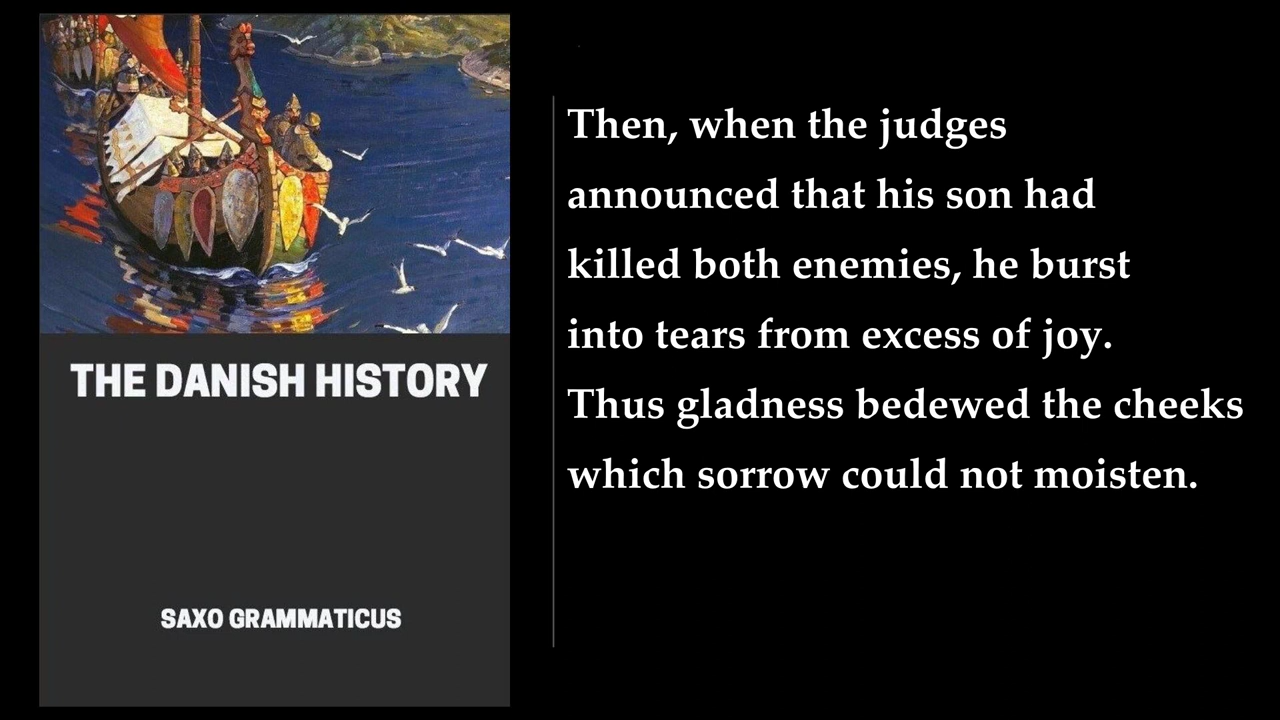 THE DANISH HISTORY
SAXO GRAMMATICUS
Then, when the judges
announced that his son had
killed both enemies, he burst
into tears from excess of joy.
Thus gladness bedewed the cheeks
which sorrow could not moisten.